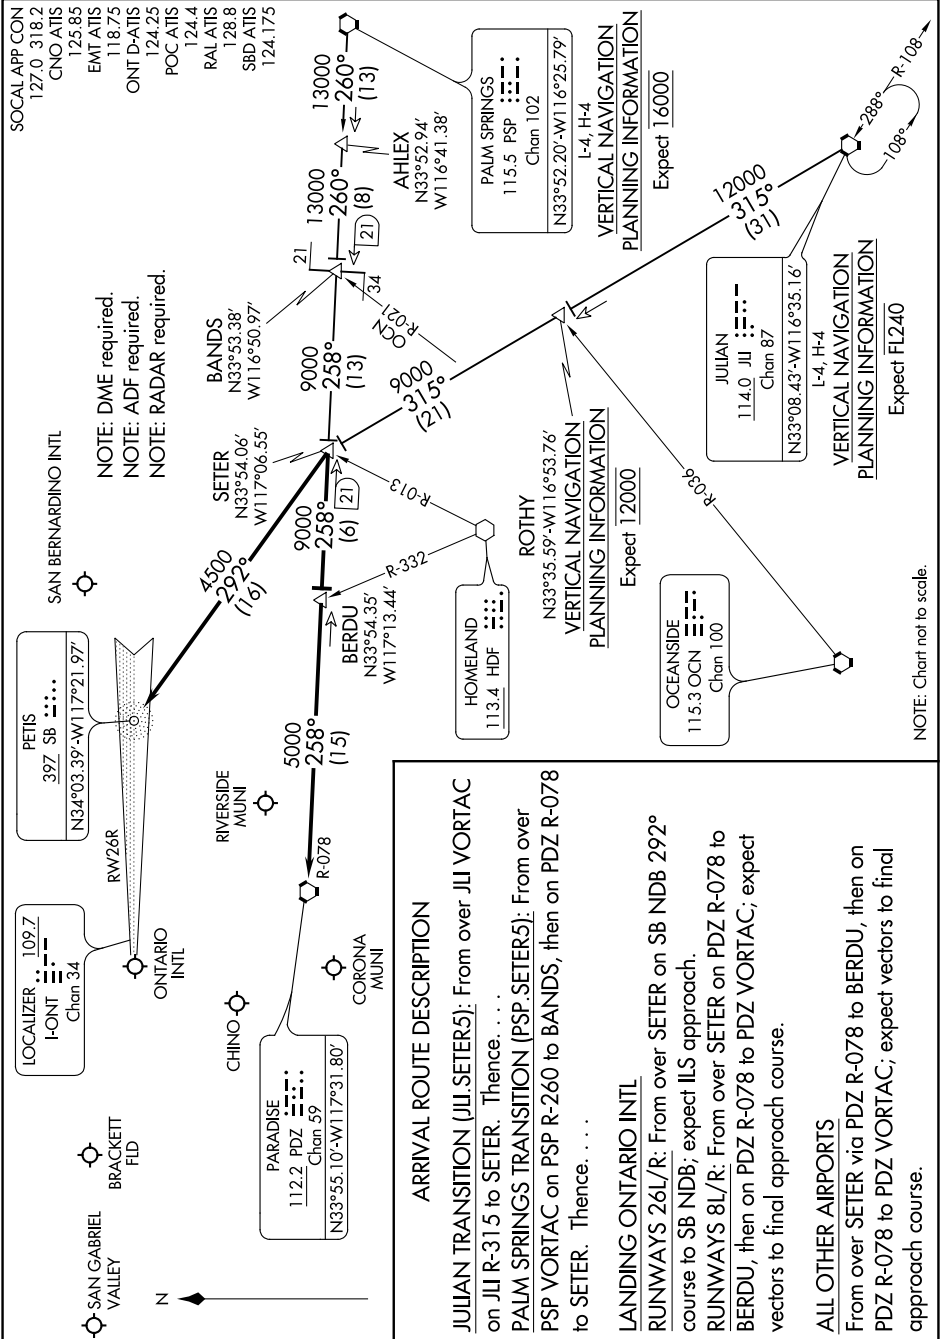 SOCAL APP CON
127.0 318.2
CNO ATIS
125.85
EMT ATIS
118.75
ONT D-ATIS
124.25
POC ATIS
124.4
RAL ATIS
128.8
SBD ATIS
124.175
NOTE: DME required.
NOTE: ADF required.
NOTE: RADAR required.
SAN BERNARDINO INTL
PETIS
397 SB
N34°03.39'-W117°21.97'
LOCALIZER 109.7
I-ONT
Chan 34
RW26R
ONTARIO
INTL
BRACKETT
FLD
SAN GABRIEL
VALLEY
N
CHINO
RIVERSIDE
MUNI
CORONA
MUNI
PARADISE
112.2 PDZ
Chan 59
N33°55.10'-W117°31.80'
R-078
5000
258°
(15)
BERDU
N33°54.35'
W117°13.44'
9000
258°
(6)
21
4500
292°
(16)
SETER
N33°54.06'
W117°06.55'
9000
258°
(13)
BANDS
N33°53.38'
W116°50.97'
21
34
21
13000
260°
(8)
AHLEX
N33°52.94'
W116°41.38'
13000
260°
(13)
PALM SPRINGS
115.5 PSP
Chan 102
N33°52.20'-W116°25.79'
L-4, H-4
VERTICAL NAVIGATION
PLANNING INFORMATION
Expect 16000
OCN
R-021
9000
315°
(21)
R-013
R-332
HOMELAND
113.4 HDF
ROTHY
N33°35.59'-W116°53.76'
VERTICAL NAVIGATION
PLANNING INFORMATION
Expect 12000
12000
315°
(31)
R-036
OCEANSIDE
115.3 OCN
Chan 100
JULIAN
114.0 JLI
Chan 87
N33°08.43'-W116°35.16'
L-4, H-4
VERTICAL NAVIGATION
PLANNING INFORMATION
Expect FL240
288°
R-108
108°
NOTE: Chart not to scale.
ARRIVAL ROUTE DESCRIPTION
JULIAN TRANSITION (JLI.SETER5): From over JLI VORTAC
on JLI R-315 to SETER. Thence. . . .
PALM SPRINGS TRANSITION (PSP.SETER5): From over
PSP VORTAC on PSP R-260 to BANDS, then on PDZ R-078
to SETER. Thence. . . .
LANDING ONTARIO INTL
RUNWAYS 26L/R: From over SETER on SB NDB 292°
course to SB NDB; expect ILS approach.
RUNWAYS 8L/R: From over SETER on PDZ R-078 to
BERDU, then on PDZ R-078 to PDZ VORTAC; expect
vectors to final approach course.
ALL OTHER AIRPORTS
From over SETER via PDZ R-078 to BERDU, then on
PDZ R-078 to PDZ VORTAC; expect vectors to final
approach course.